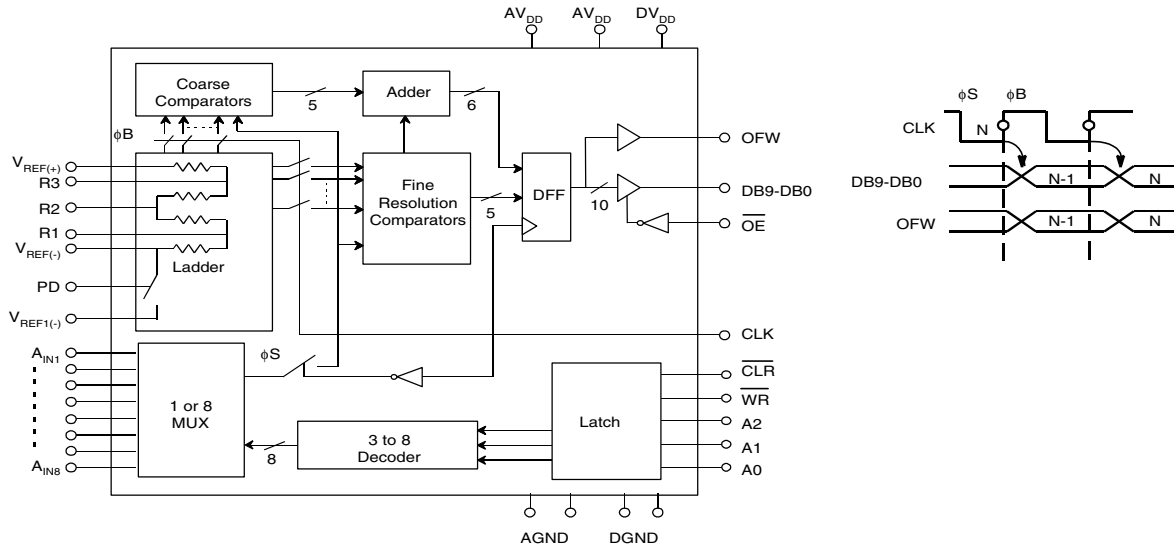 AVDD AVDD DVDD
Coarse Comparators
5
Adder
6
φB
VREF(+)
R3
R2
R1
VREF(-)
Ladder
PD
VREF1(-)
Fine Resolution Comparators
5
DFF
10
OFW
DB9-DB0
OE
CLK
AIN1
AIN8
φS
1 or 8 MUX
8
3 to 8 Decoder
Latch
CLR
WR
A2
A1
A0
AGND DGND
φS φB
CLK N
DB9-DB0 N-1 N
OFW N-1 N